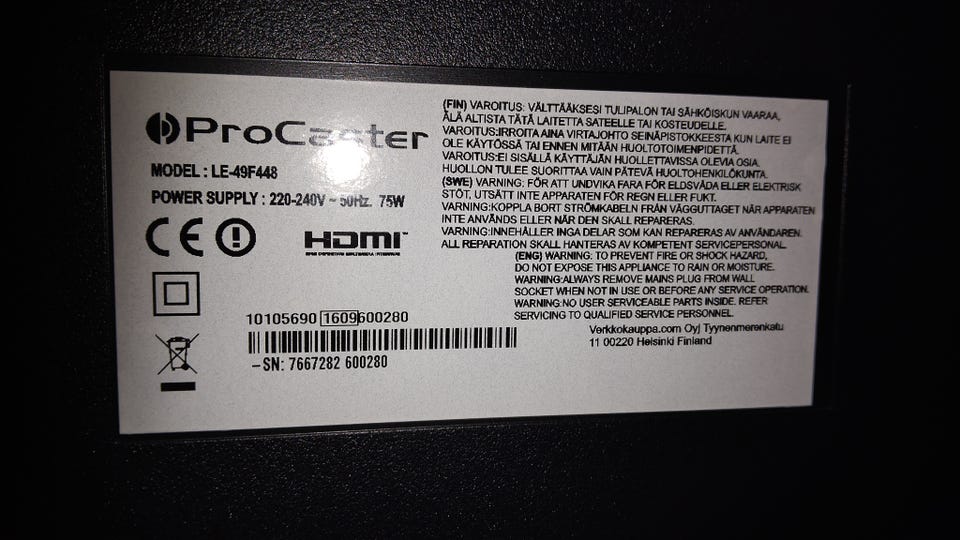 ProCaster
MODEL : LE-49F448
POWER SUPPLY : 220-240V ~ 50Hz. 75W
CE
HDMI™
10105690 1609600280
–SN: 7667282 600280
(FIN) VAROITUS: VÄLTTÄÄKSESI TULIPALON TAI SÄHKÖISKUN VAARAA,
ÄLÄ ALTISTA TÄTÄ LAITETTA SATEELLE TAI KOSTEUDELLE.
VAROITUS:IRROITA AINA VIRTAJOHTO SEINÄPISTOKKEESTA KUN LAITE EI
OLE KÄYTÖSSÄ TAI ENNEN MITÄÄN HUOLTOTOIMENPIDETTÄ.
VAROITUS:EI SISÄLLÄ KÄYTTÄJÄN HUOLLETTAVISSA OLEVIA OSIA.
HUOLLON TULEE SUORITTAA VAIN PÄTEVÄ HUOLTOHENKILÖKUNTA.
(SWE) VARNING: FÖR ATT UNDVIKA FARA FÖR ELDSVÅDA ELLER ELEKTRISK
STÖT, UTSÄTT INTE APPARATEN FÖR REGN ELLER FUKT.
VARNING:KOPPLA BORT STRÖMKABELN FRÅN VÄGGUTTAGET NÄR APPARATEN
INTE ANVÄNDS ELLER NÄR DEN SKALL REPARERAS.
VARNING:INNEHÅLLER INGA DELAR SOM KAN REPARERAS AV ANVÄNDAREN.
ALL REPARATION SKALL HANTERAS AV KOMPETENT SERVICEPERSONAL.
(ENG) WARNING: TO PREVENT FIRE OR SHOCK HAZARD,
DO NOT EXPOSE THIS APPLIANCE TO RAIN OR MOISTURE.
WARNING:ALWAYS REMOVE MAINS PLUG FROM WALL
SOCKET WHEN NOT IN USE OR BEFORE ANY SERVICE OPERATION.
WARNING:NO USER SERVICEABLE PARTS INSIDE. REFER
SERVICING TO QUALIFIED SERVICE PERSONNEL.
Verkkokauppa.com Oyj Tyynenmerenkatu
11 00220 Helsinki Finland